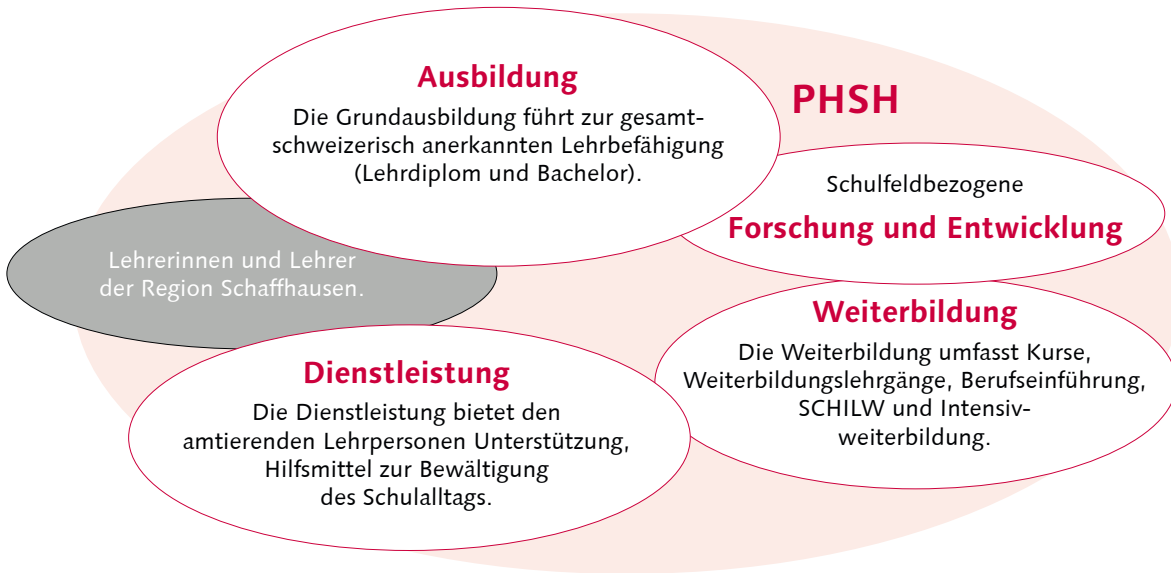 Ausbildung
Die Grundausbildung führt zur gesamt-
schweizerisch anerkannten Lehrbefähigung
(Lehrdiplom und Bachelor).
PHSH
Schulfeldbezogene
Forschung und Entwicklung
Lehrerinnen und Lehrer
der Region Schaffhausen.
Weiterbildung
Die Weiterbildung umfasst Kurse,
Weiterbildungslehrgänge, Berufseinführung,
SCHILW und Intensiv-
weiterbildung.
Dienstleistung
Die Dienstleistung bietet den
amtierenden Lehrpersonen Unterstützung,
Hilfsmittel zur Bewältigung
des Schulalltags.